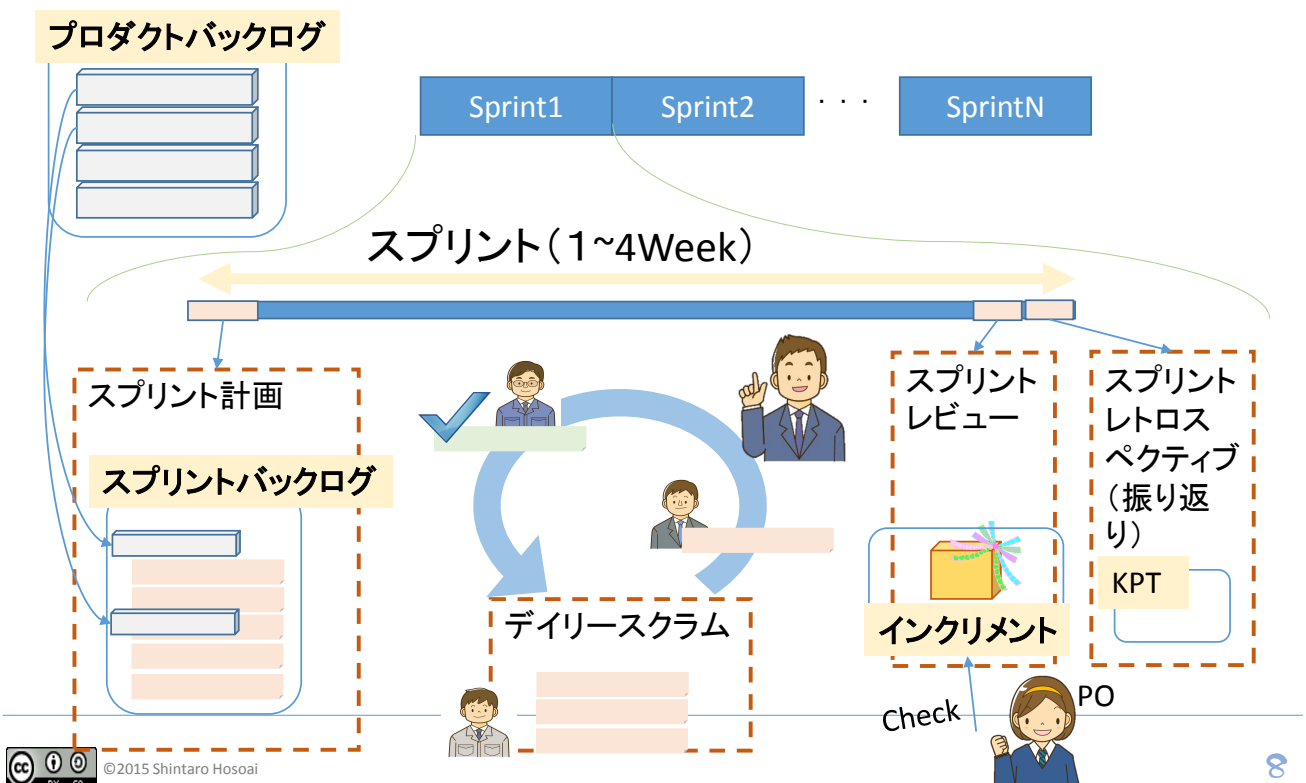 プロダクトバックログ
Sprint1
Sprint2
・・・
SprintN
スプリント（１~4Week）
スプリント計画
スプリントバックログ
デイリースクラム
スプリント
レビュー
インクリメント
スプリント
レトロス
ペクティブ
（振り返
り）
KPT
Check
PO
cc
BY SA
©2015 Shintaro Hosoai
8